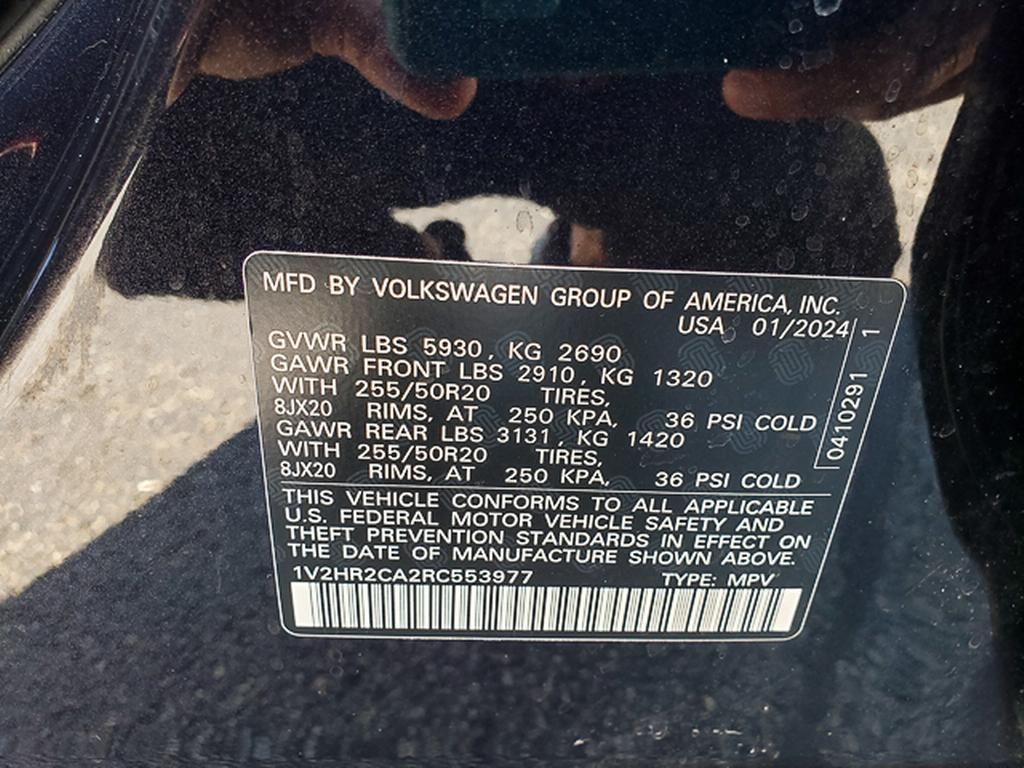 MFD BY VOLKSWAGEN GROUP OF AMERICA, INC.
USA 01/2024
GVWR LBS 5930, KG 2690
GAWR FRONT LBS 2910, KG 1320
WITH 255/50R20 TIRES,
8JX20 RIMS, AT 250 KPA, 36 PSI COLD
GAWR REAR LBS 3131, KG 1420
WITH 255/50R20 TIRES,
8JX20 RIMS, AT 250 KPA, 36 PSI COLD
0410291 1
THIS VEHICLE CONFORMS TO ALL APPLICABLE
U.S. FEDERAL MOTOR VEHICLE SAFETY AND
THEFT PREVENTION STANDARDS IN EFFECT ON
THE DATE OF MANUFACTURE SHOWN ABOVE.
1V2HR2CA2RC553977 TYPE: MPV